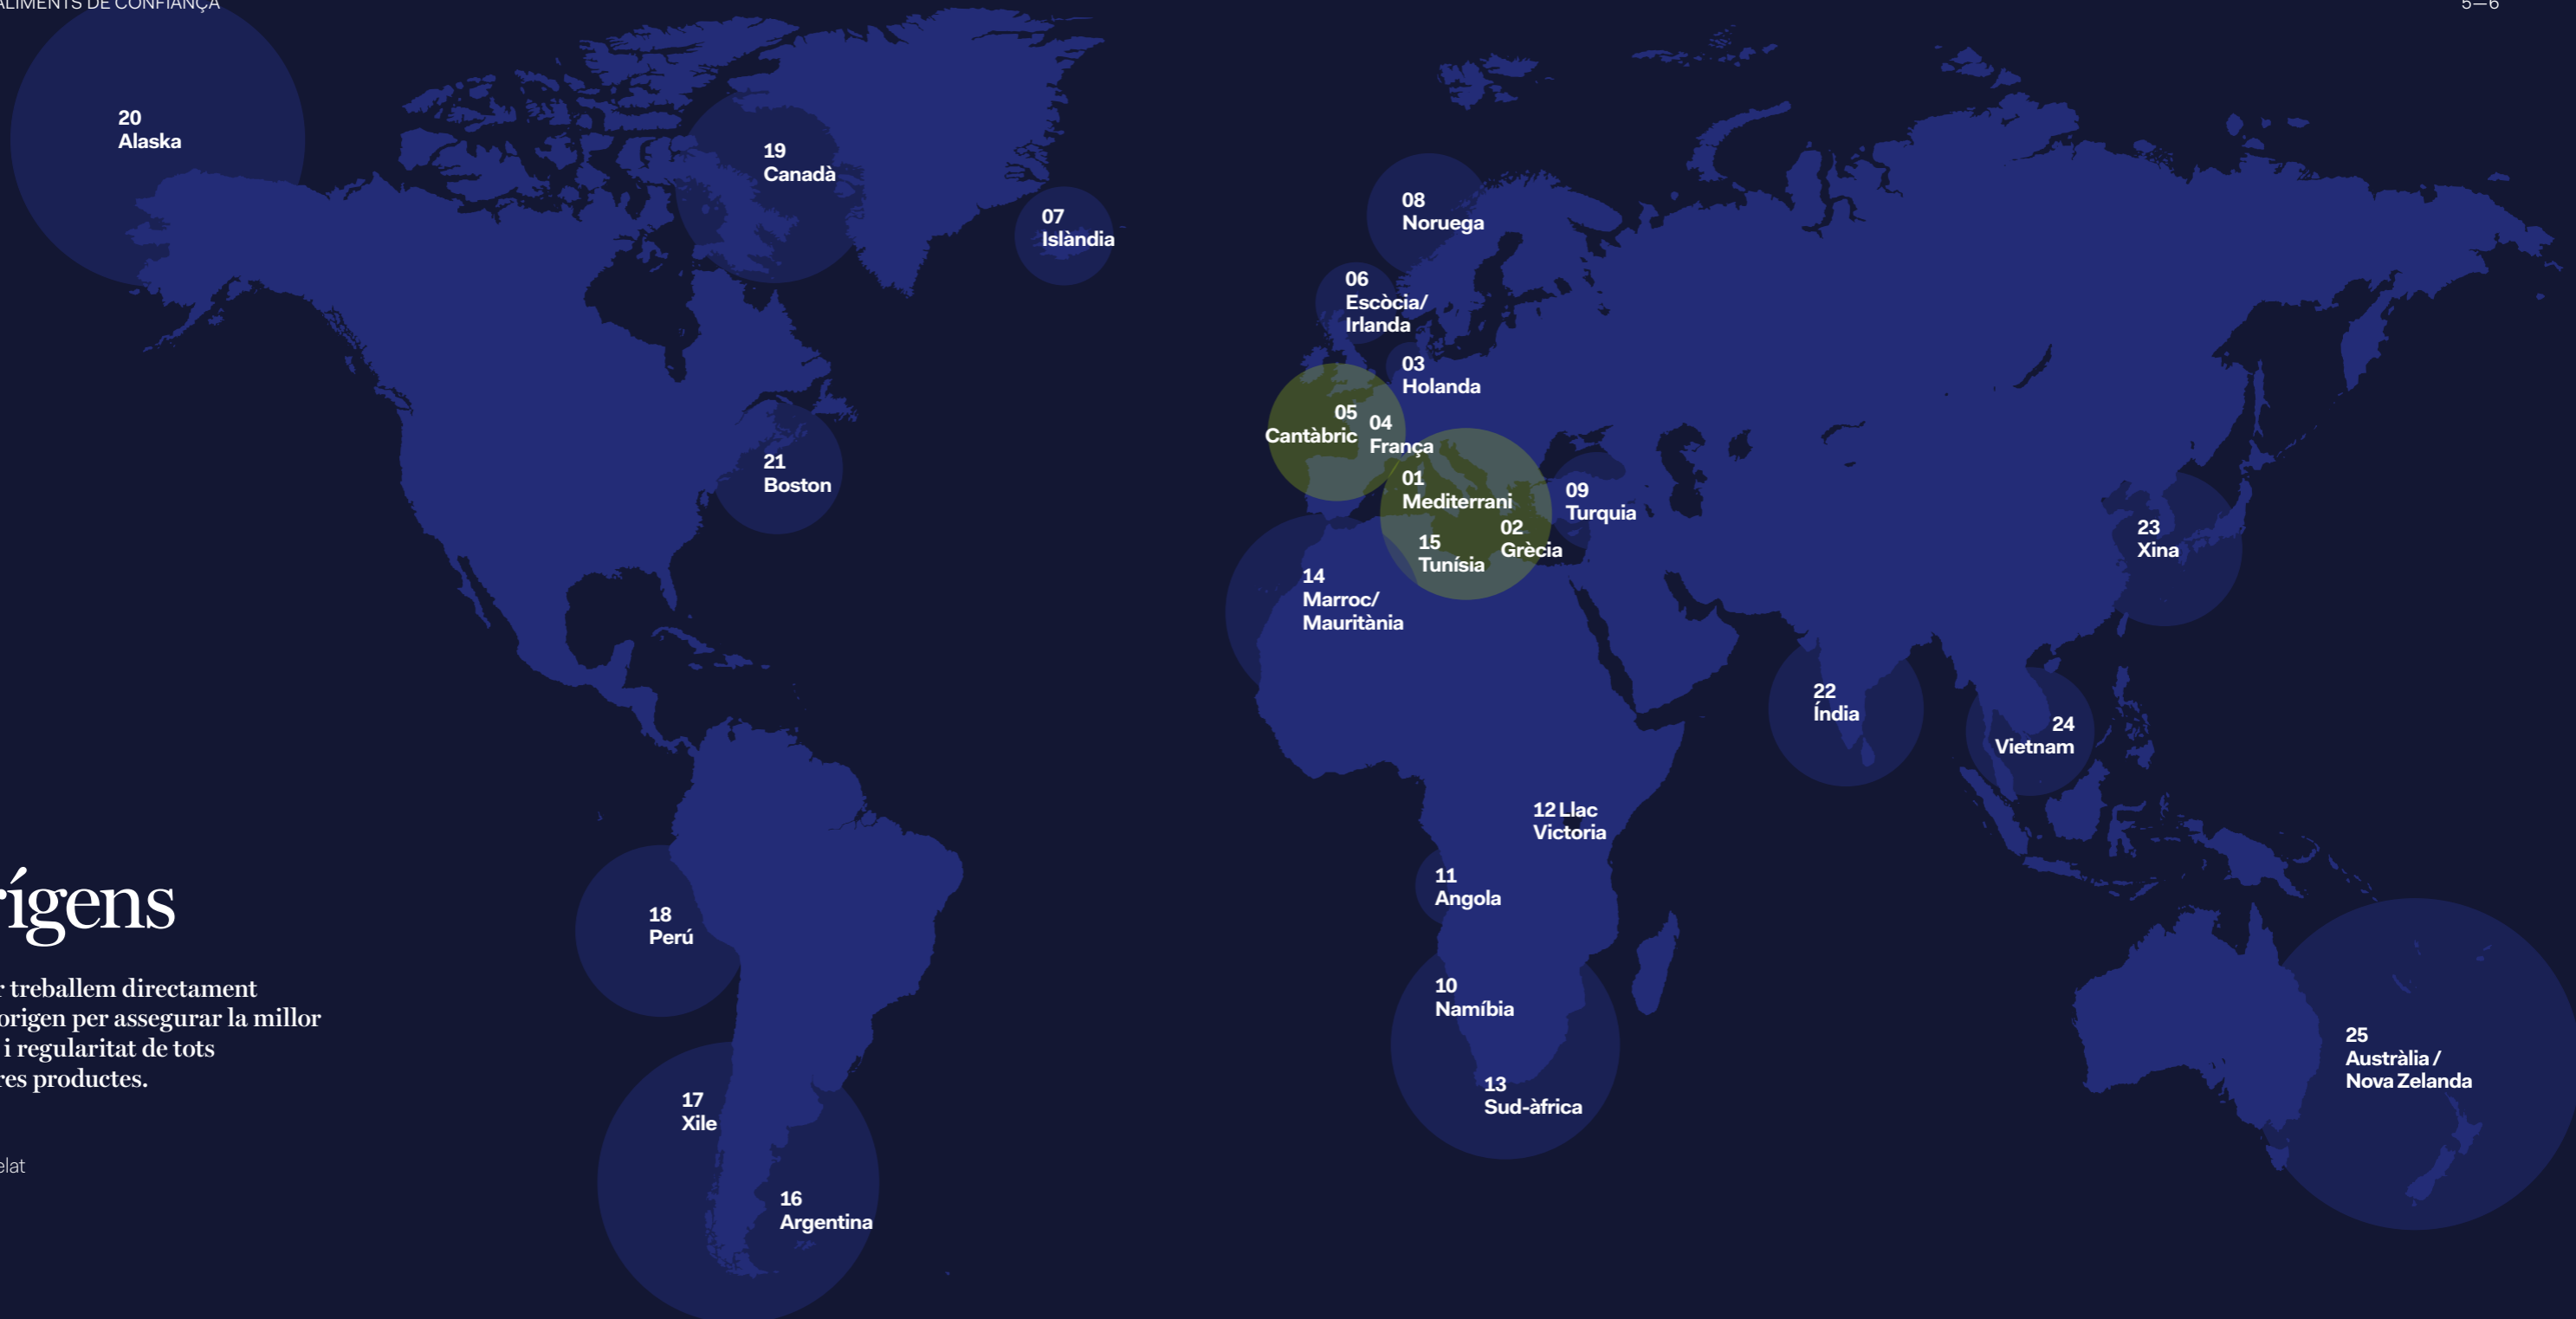 ALIMENTS DE CONFIANÇA
5—6
20
Alaska
19
Canadà
07
Islàndia
08
Noruega
06
Escòcia/
Irlanda
03
Holanda
05
Cantàbric
04
França
21
Boston
01
Mediterrani
09
Turquia
02
Grècia
15
Tunísia
14
Marroc/
Mauritània
23
Xina
22
Índia
24
Vietnam
12 Llac
Victoria
11
Angola
18
Perú
10
Namíbia
13
Sud-àfrica
25
Austràlia /
Nova Zelanda
17
Xile
16
Argentina
rígens
r treballem directament
origen per assegurar la millor
i regularitat de tots
res productes.
elat